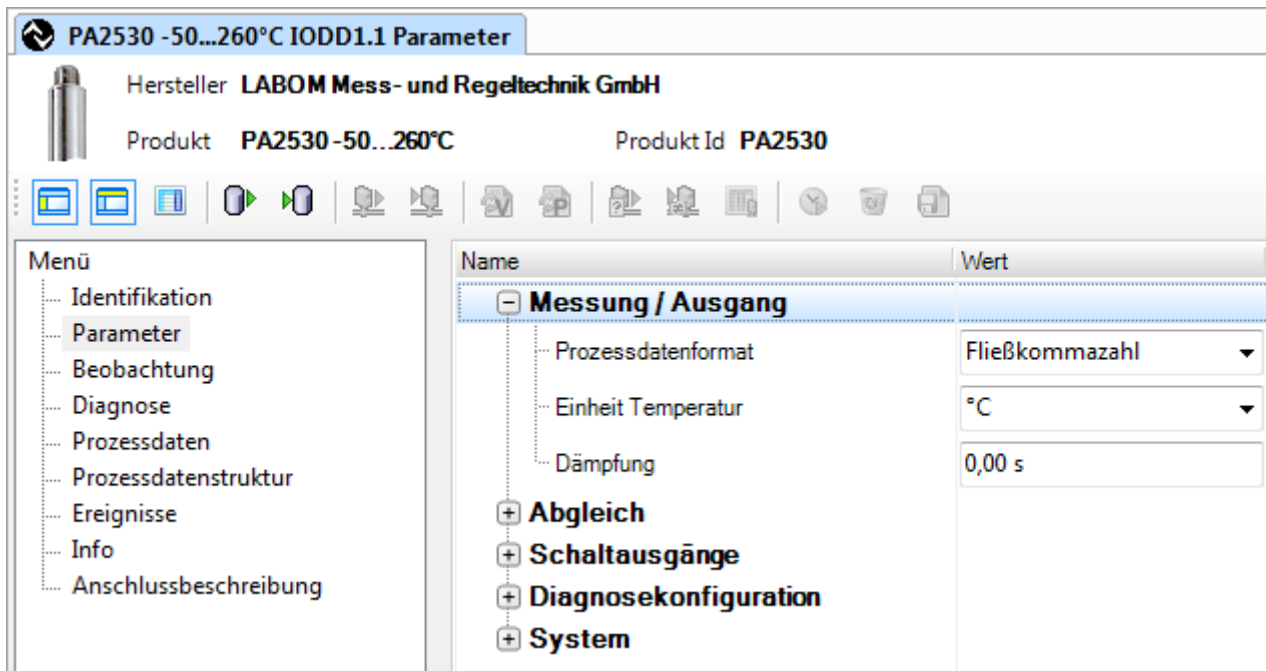 PA2530 -50...260°C IODD1.1 Parameter
Hersteller LABOM Mess- und Regeltechnik GmbH
Produkt PA2530 -50...260°C Produkt Id PA2530
Menü
Identifikation
Parameter
Beobachtung
Diagnose
Prozessdaten
Prozessdatenstruktur
Ereignisse
Info
Anschlussbeschreibung
Name Wert
Messung / Ausgang
Prozessdatenformat Fließkommazahl
Einheit Temperatur °C
Dämpfung 0,00 s
Abgleich
Schaltausgänge
Diagnosekonfiguration
System